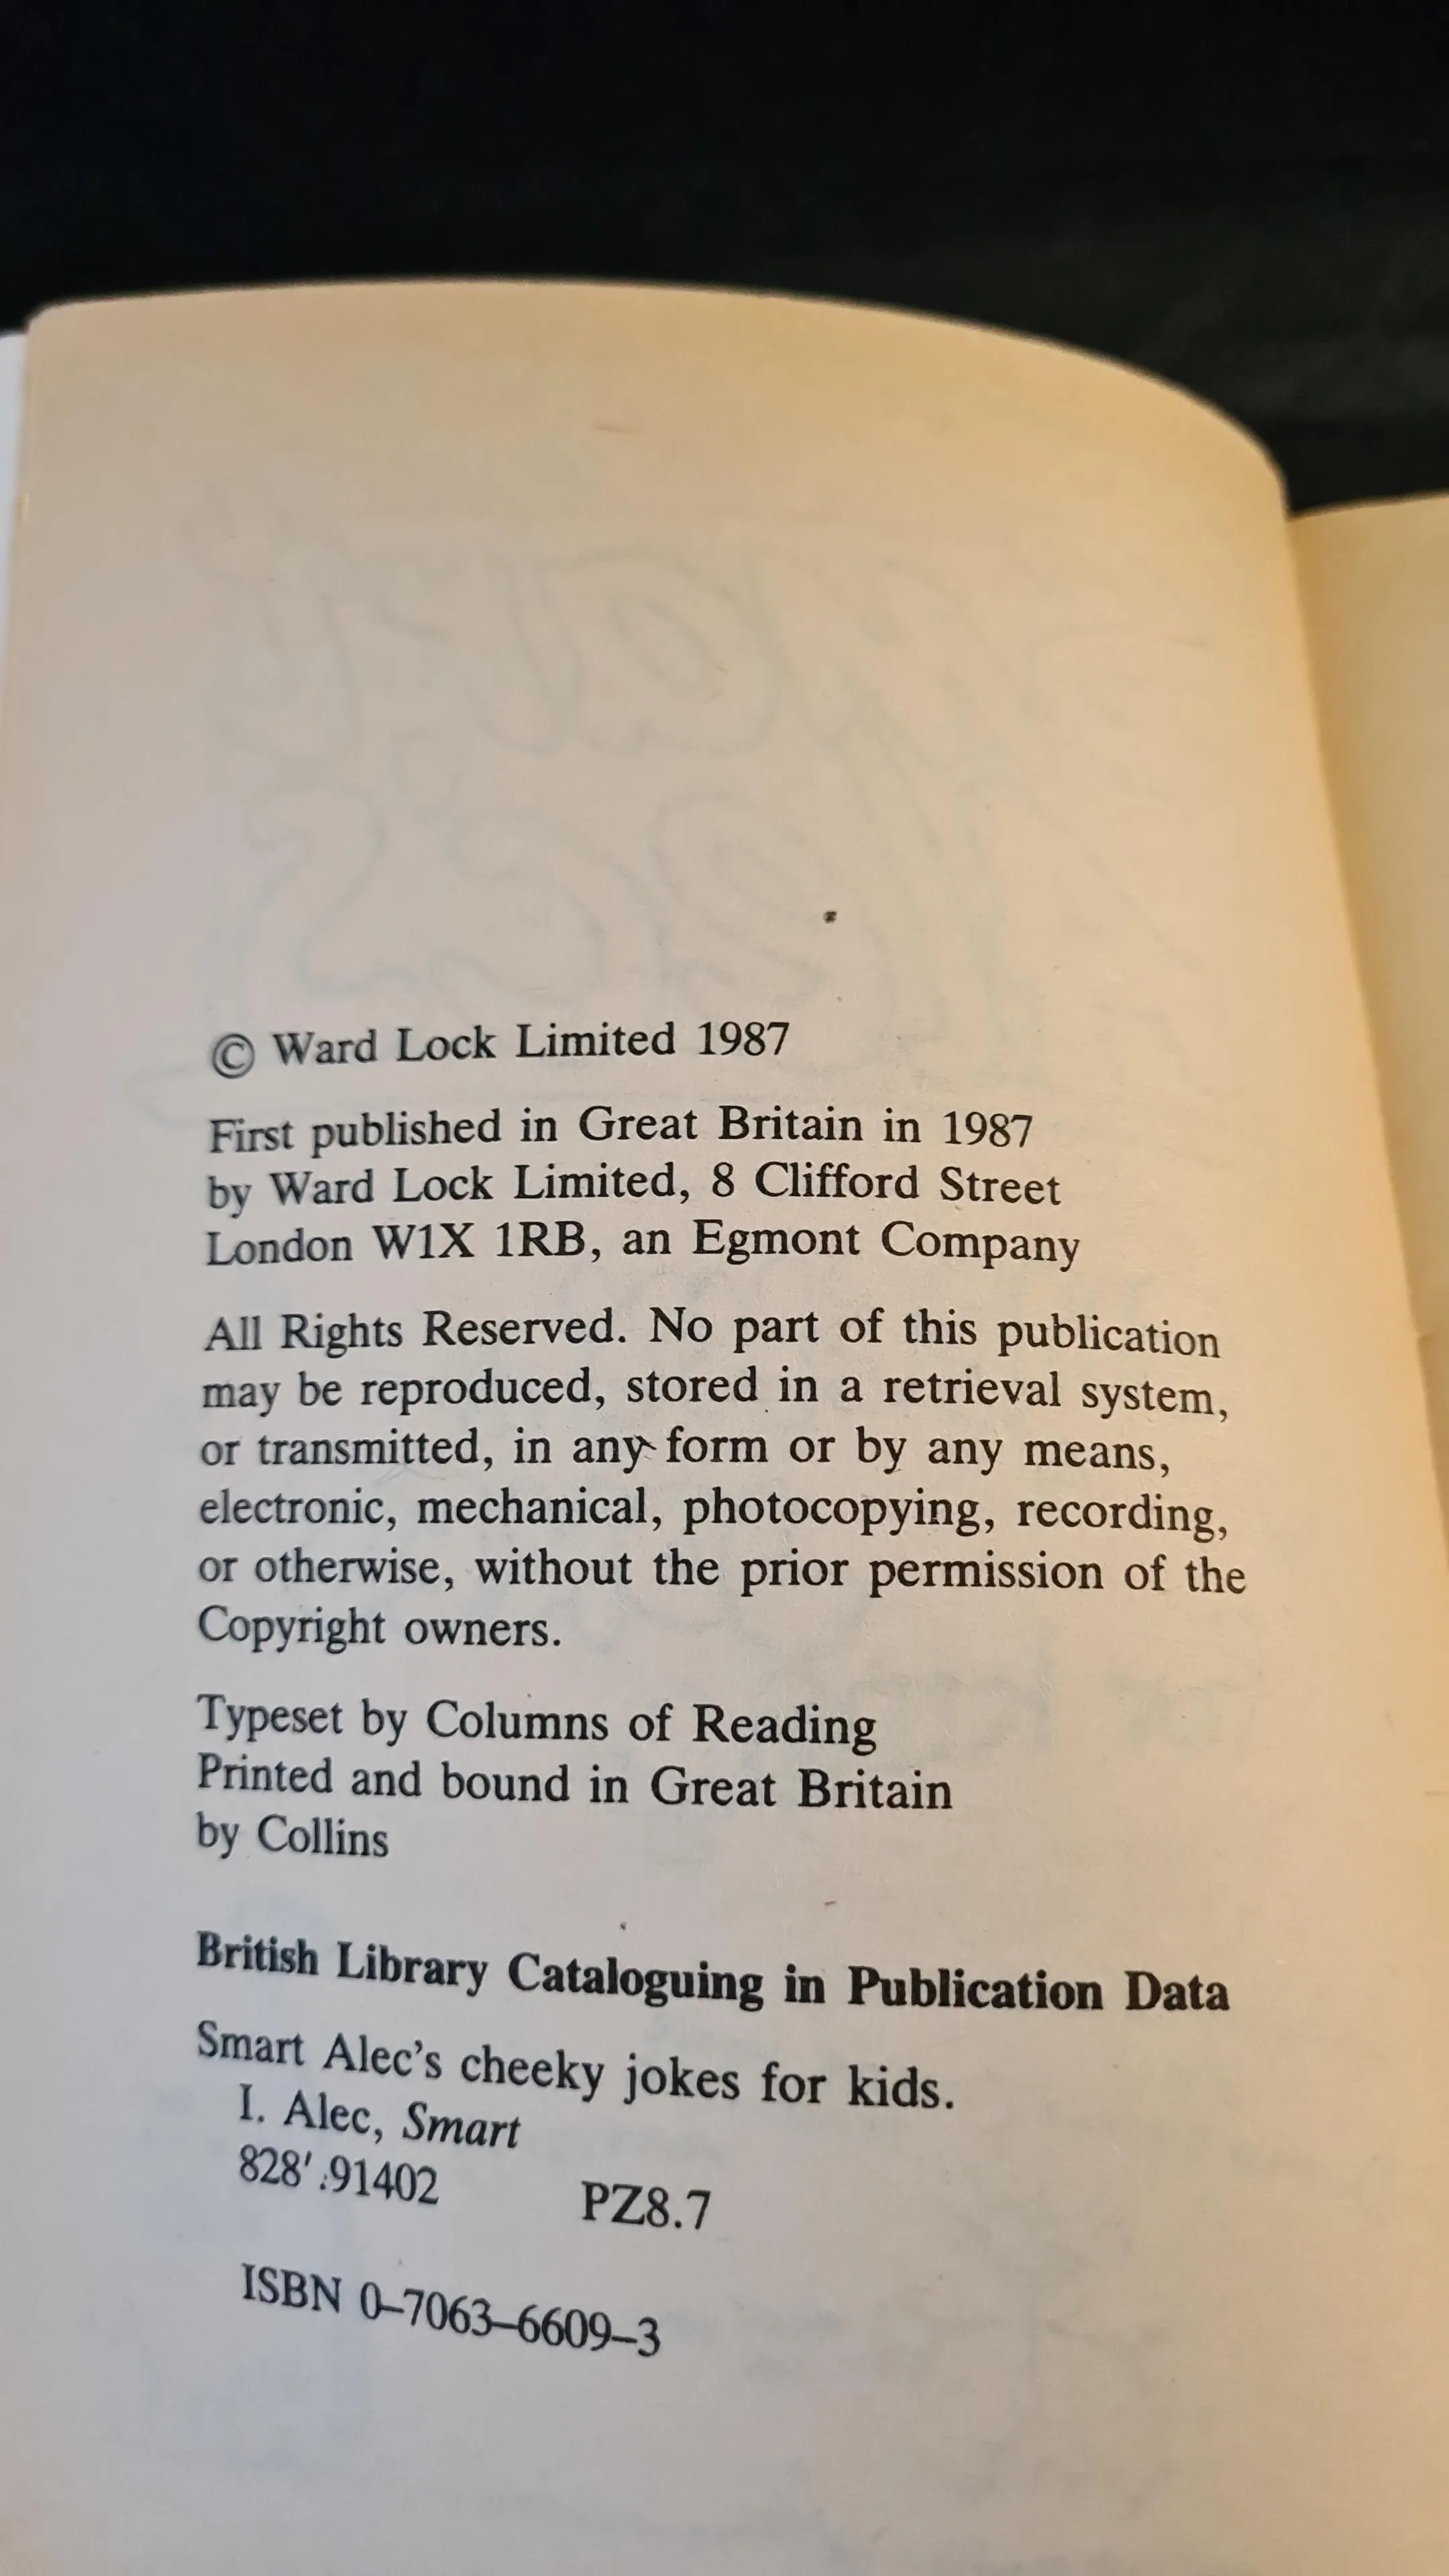 © Ward Lock Limited 1987
First published in Great Britain in 1987
by Ward Lock Limited, 8 Clifford Street
London W1X 1RB, an Egmont Company
All Rights Reserved. No part of this publication
may be reproduced, stored in a retrieval system,
or transmitted, in any form or by any means,
electronic, mechanical, photocopying, recording,
or otherwise, without the prior permission of the
Copyright owners.
Typeset by Columns of Reading
Printed and bound in Great Britain
by Collins
British Library Cataloguing in Publication Data
Smart Alec’s cheeky jokes for kids.
I. Alec, Smart
828′.91402 PZ8.7
ISBN 0–7063–6609–3